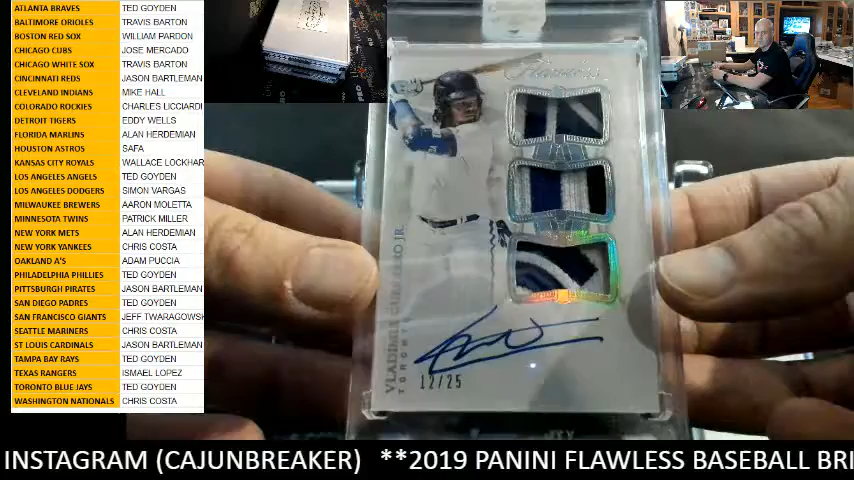 ATLANTA BRAVES TED GOYDEN
BALTIMORE ORIOLES TRAVIS BARTON
BOSTON RED SOX WILLIAM PARDON
CHICAGO CUBS JOSE MERCADO
CHICAGO WHITE SOX TRAVIS BARTON
CINCINNATI REDS JASON BARTLEMAN
CLEVELAND INDIANS MIKE HALL
COLORADO ROCKIES CHARLES LICCIARDI
DETROIT TIGERS EDDY WELLS
FLORIDA MARLINS ALAN HERDEMIAN
HOUSTON ASTROS SAFA
KANSAS CITY ROYALS WALLACE LOCKHAR
LOS ANGELES ANGELS TED GOYDEN
LOS ANGELES DODGERS SIMON VARGAS
MILWAUKEE BREWERS AARON MOLETTA
MINNESOTA TWINS PATRICK MILLER
NEW YORK METS ALAN HERDEMIAN
NEW YORK YANKEES CHRIS COSTA
OAKLAND A'S ADAM PUCCIA
PHILADELPHIA PHILLIES TED GOYDEN
PITTSBURGH PIRATES JASON BARTLEMAN
SAN DIEGO PADRES TED GOYDEN
SAN FRANCISCO GIANTS JEFF TWARAGOWSK
SEATTLE MARINERS CHRIS COSTA
ST LOUIS CARDINALS JASON BARTLEMAN
TAMPA BAY RAYS TED GOYDEN
TEXAS RANGERS ISMAEL LOPEZ
TORONTO BLUE JAYS TED GOYDEN
WASHINGTON NATIONALS CHRIS COSTA
Flawless
VLADIMIR GUERRERO JR.
TORONTO
12/25
INSTAGRAM (CAJUNBREAKER) **2019 PANINI FLAWLESS BASEBALL BRI